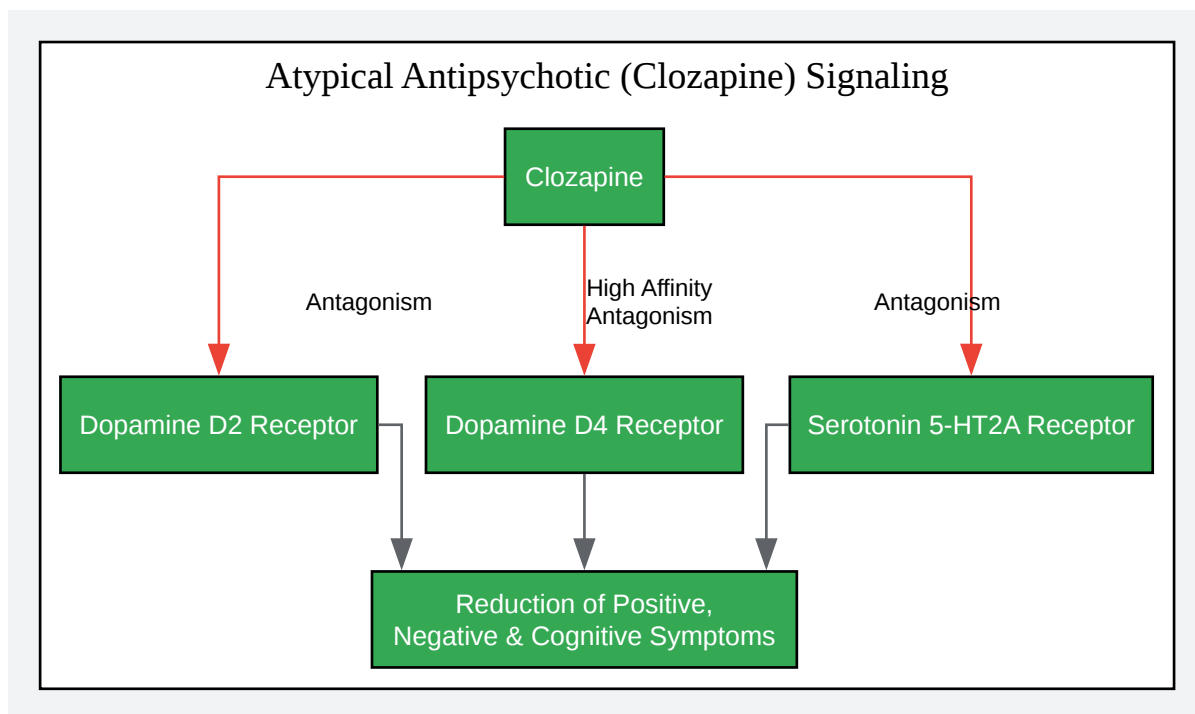 Atypical Antipsychotic (Clozapine) Signaling
Clozapine
Antagonism
High Affinity
Antagonism
Antagonism
Dopamine D2 Receptor
Dopamine D4 Receptor
Serotonin 5-HT2A Receptor
Reduction of Positive,
Negative & Cognitive Symptoms